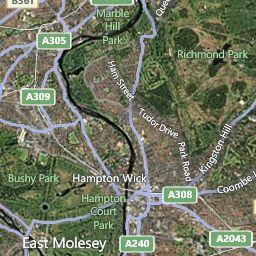 B361
Marble
Hill
Park
Que
A305
Richmond Park
Ham Street
A309
Tudor Drive
Park Road
Kingston Hill
Bushy Park
Hampton Wick
Coombe L
A308
Hampton
Court
Park
East Molesey
A240
A2043